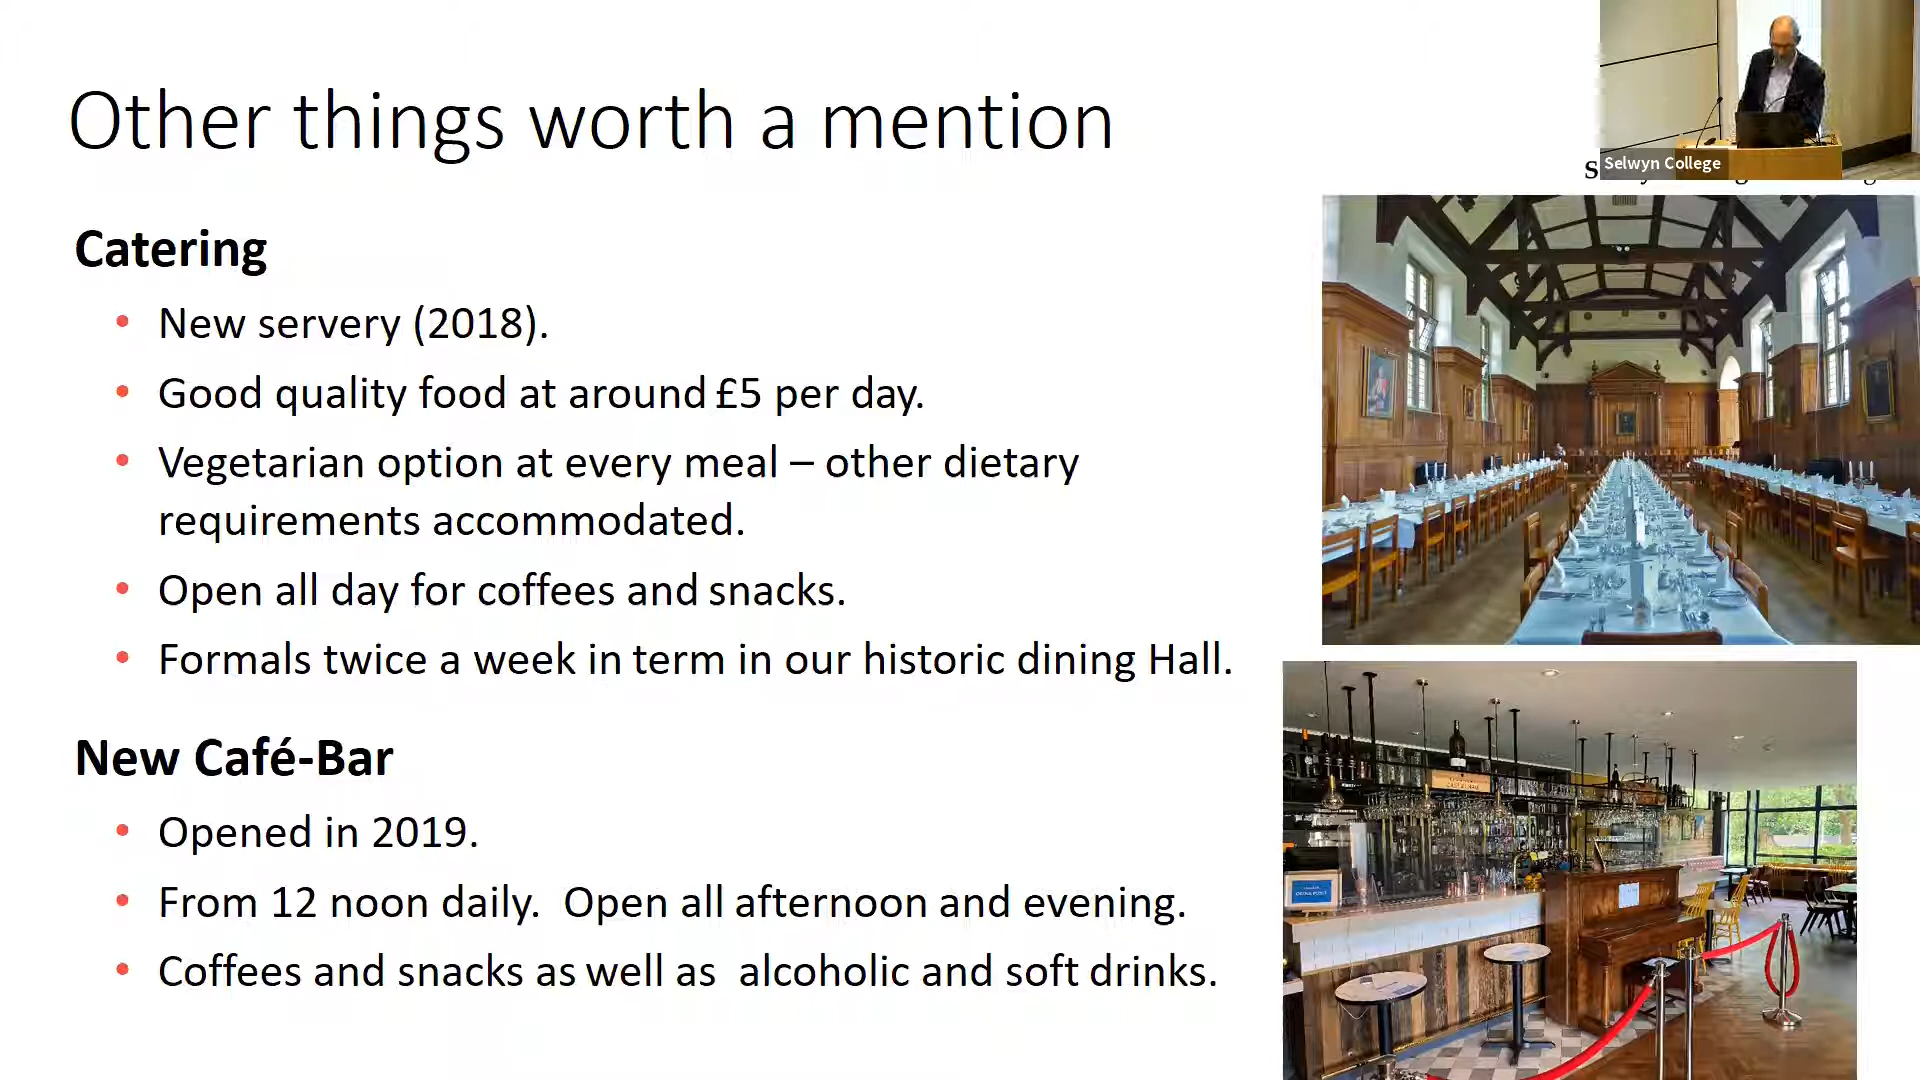 Other things worth a mention
Selwyn College
Catering
• New servery (2018).
• Good quality food at around £5 per day.
• Vegetarian option at every meal – other dietary
requirements accommodated.
• Open all day for coffees and snacks.
• Formals twice a week in term in our historic dining Hall.
New Café-Bar
• Opened in 2019.
• From 12 noon daily.  Open all afternoon and evening.
• Coffees and snacks as well as  alcoholic and soft drinks.